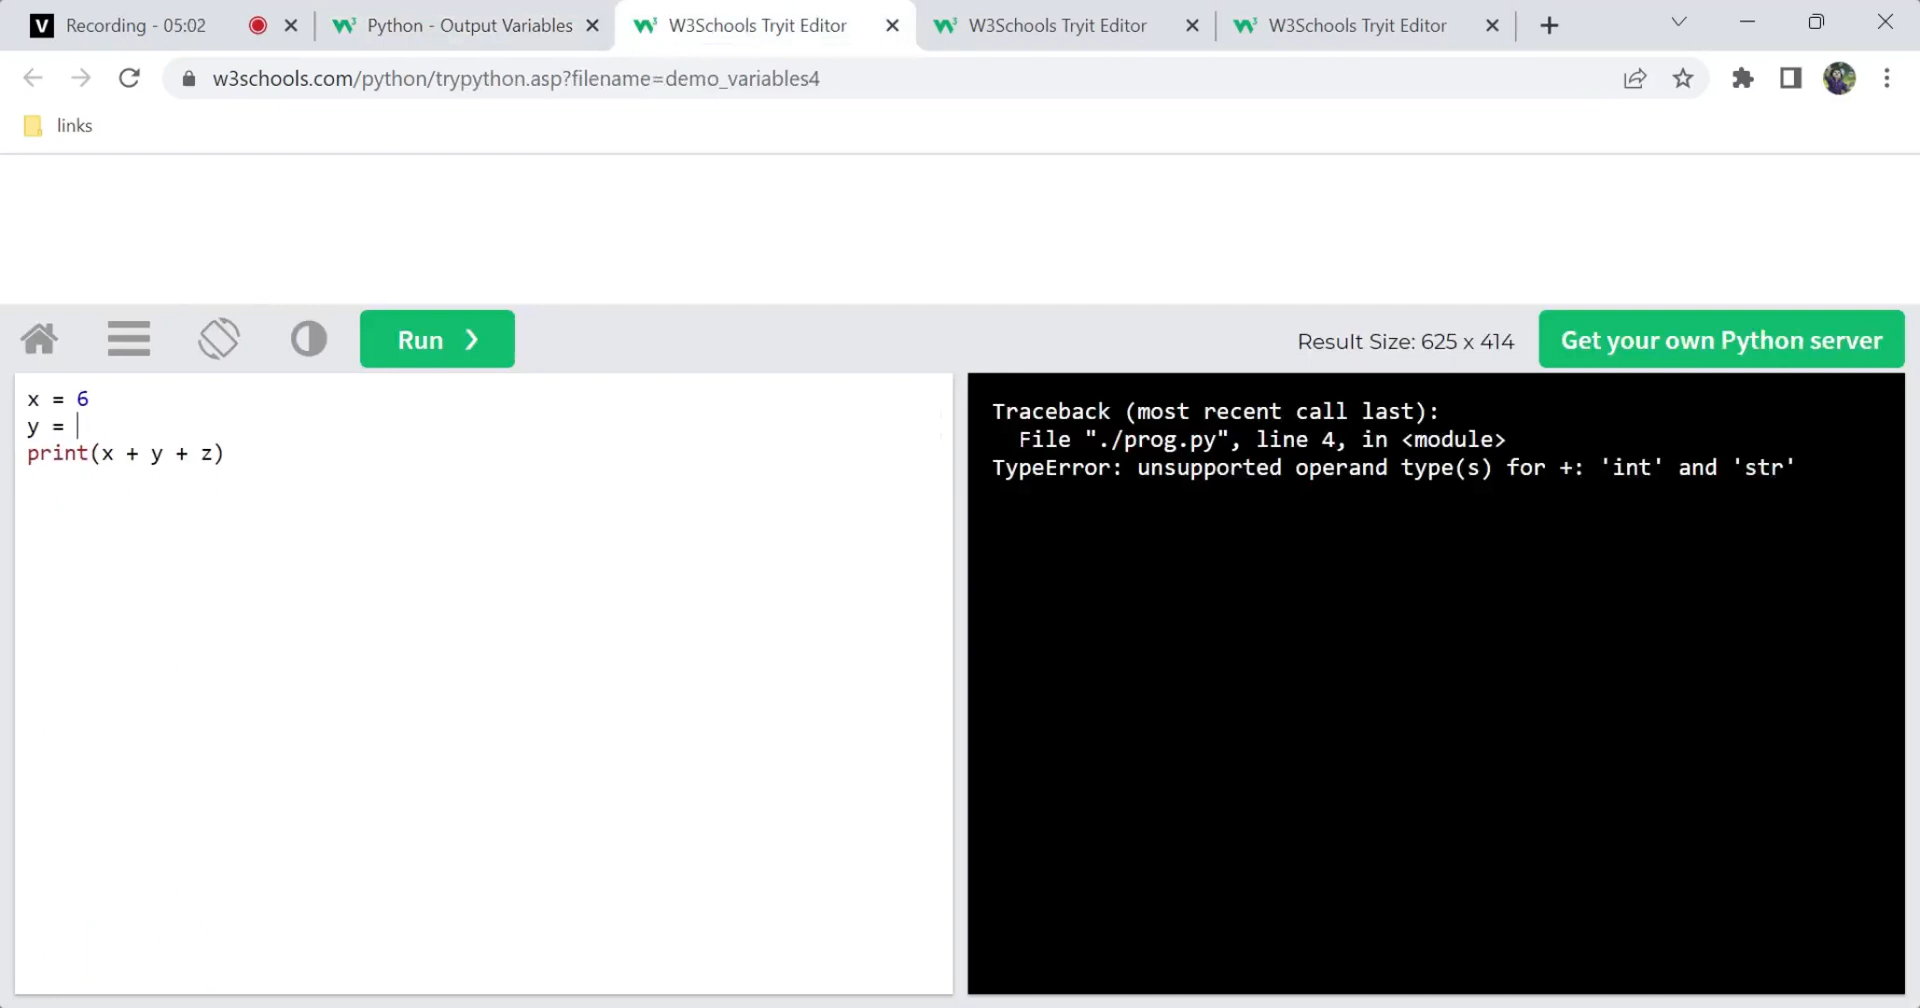 V Recording - 05:02
Python - Output Variables
W3Schools Tryit Editor
W3Schools Tryit Editor
W3Schools Tryit Editor
w3schools.com/python/trypython.asp?filename=demo_variables4
links
Run ❯
Result Size: 625 x 414
Get your own Python server
x = 6
y =
print(x + y + z)
Traceback (most recent call last):
File "./prog.py", line 4, in <module>
TypeError: unsupported operand type(s) for +: 'int' and 'str'